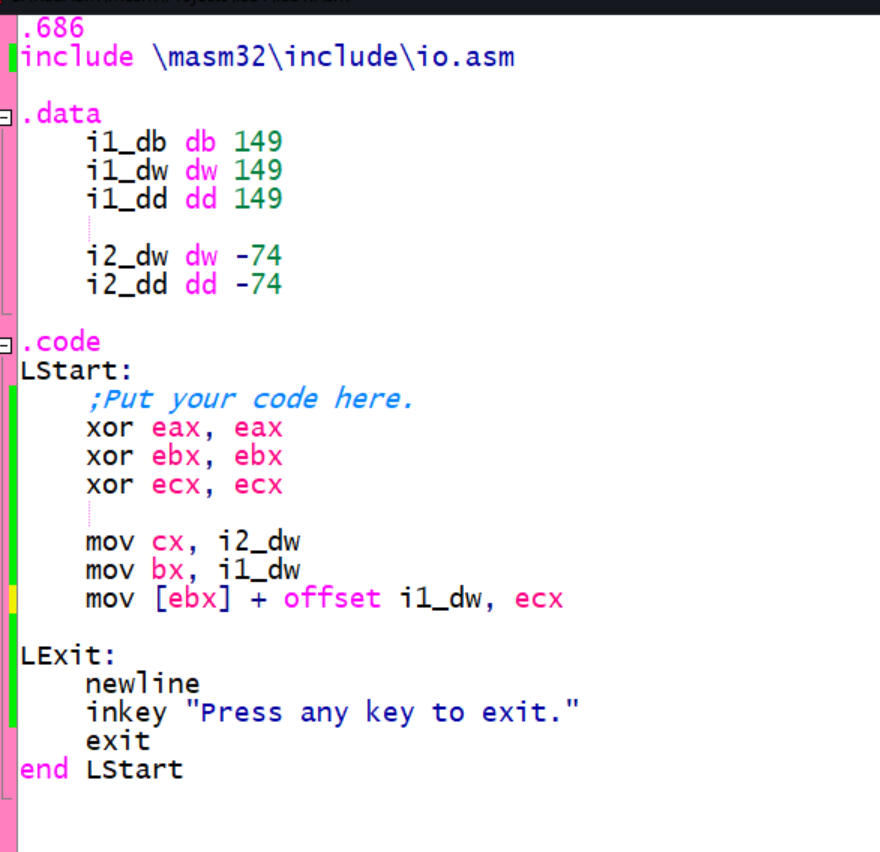 .686
include \masm32\include\io.asm
.data
i1_db db 149
i1_dw dw 149
i1_dd dd 149
i2_dw dw -74
i2_dd dd -74
.code
LStart:
;Put your code here.
xor eax, eax
xor ebx, ebx
xor ecx, ecx
mov cx, i2_dw
mov bx, i1_dw
mov [ebx] + offset i1_dw, ecx
LExit:
newline
inkey "Press any key to exit."
exit
end LStart